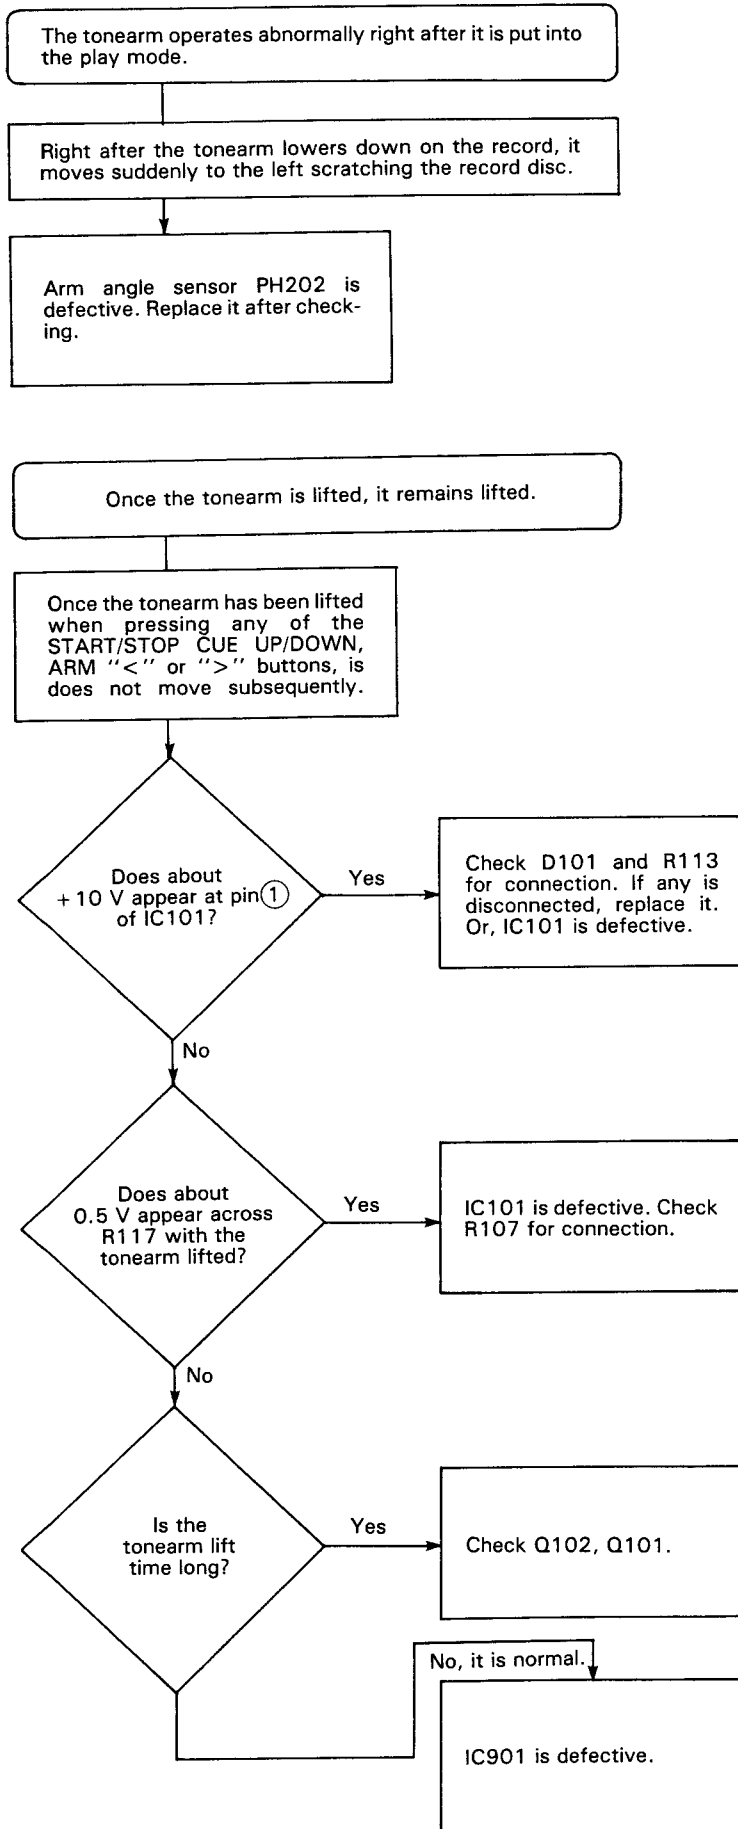 The tonearm operates abnormally right after it is put into
the play mode.
Right after the tonearm lowers down on the record, it
moves suddenly to the left scratching the record disc.
Arm angle sensor PH202 is
defective. Replace it after check-
ing.
Once the tonearm is lifted, it remains lifted.
Once the tonearm has been lifted
when pressing any of the
START/STOP CUE UP/DOWN,
ARM "<" or ">" buttons, is
does not move subsequently.
Does about
+10 V appear at pin①
of IC101?
Yes
Check D101 and R113
for connection. If any is
disconnected, replace it.
Or, IC101 is defective.
No
Does about
0.5 V appear across
R117 with the
tonearm lifted?
Yes
IC101 is defective. Check
R107 for connection.
No
Is the
tonearm lift
time long?
Yes
Check Q102, Q101.
No, it is normal.
IC901 is defective.